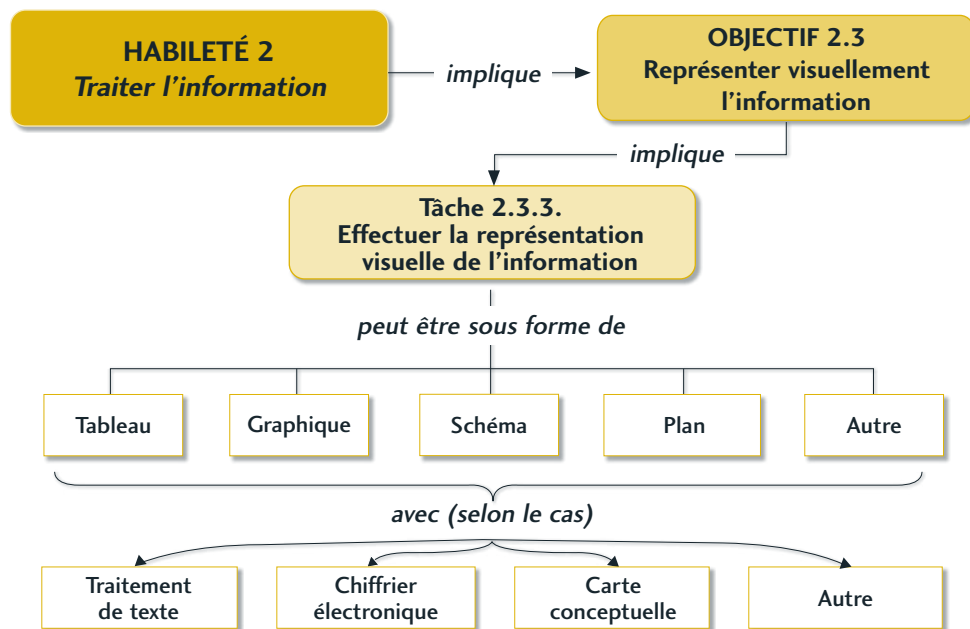 HABILETÉ 2
Traiter l’information
implique
OBJECTIF 2.3
Représenter visuellement
l’information
implique
Tâche 2.3.3.
Effectuer la représentation
visuelle de l’information
peut être sous forme de
Tableau
Graphique
Schéma
Plan
Autre
avec (selon le cas)
Traitement
de texte
Chiffrier
électronique
Carte
conceptuelle
Autre